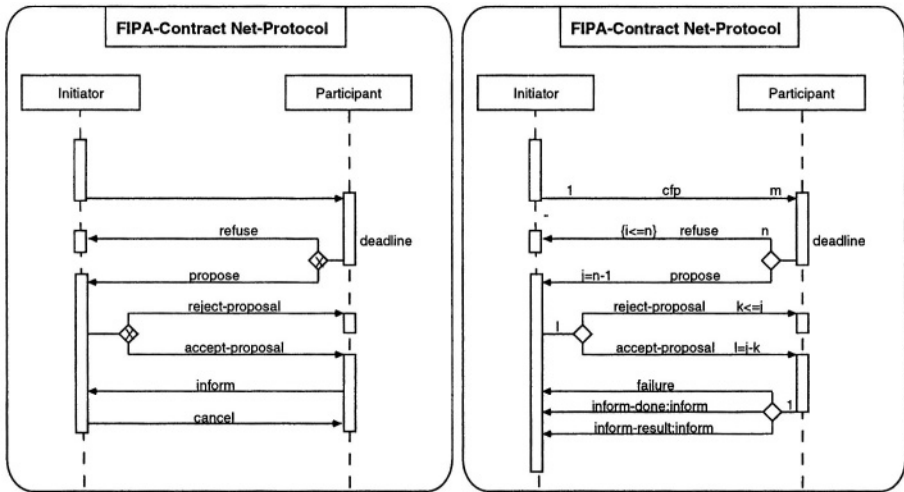 FIPA-Contract Net-Protocol
Initiator
Participant
refuse
deadline
propose
reject-proposal
accept-proposal
inform
cancel
FIPA-Contract Net-Protocol
Initiator
Participant
1 cfp m
-
{i<=n} refuse n
deadline
j=n-1 propose
reject-proposal k<=j
accept-proposal l=j-k
failure
inform-done:inform 1
inform-result:inform